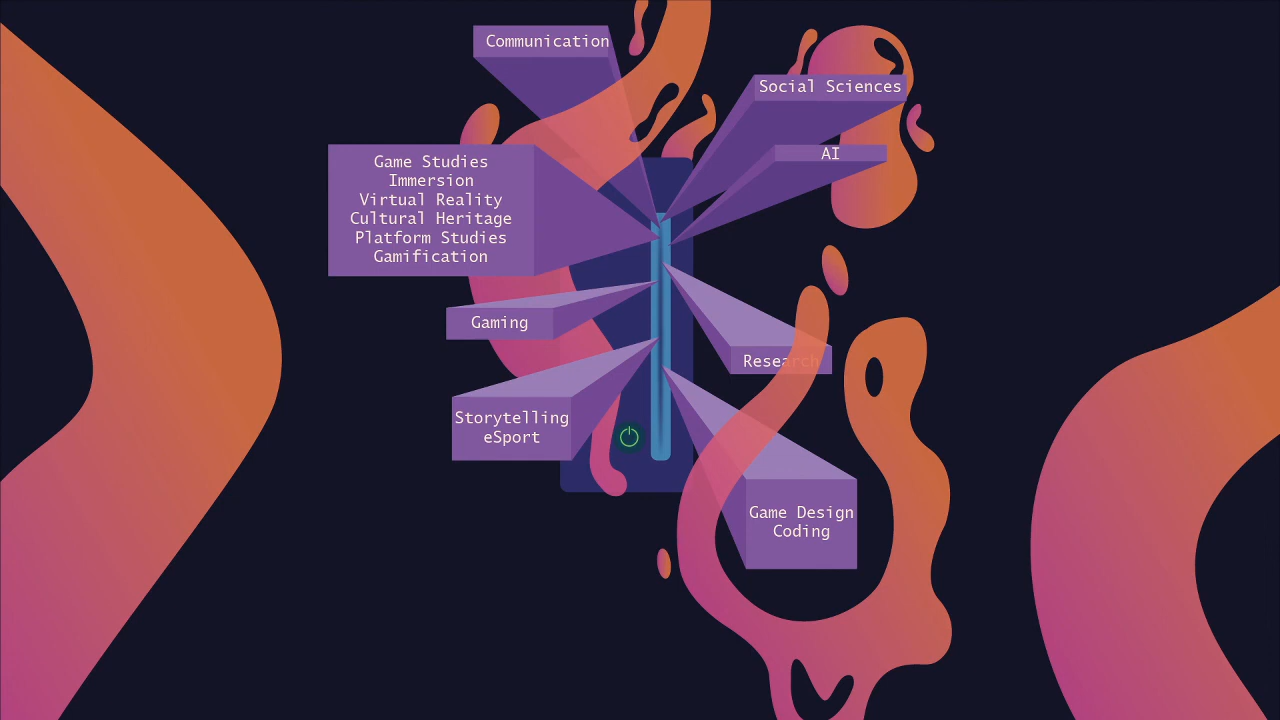 Communication
Social Sciences
AI
Game Studies
Immersion
Virtual Reality
Cultural Heritage
Platform Studies
Gamification
Gaming
Research
Storytelling
eSport
Game Design
Coding